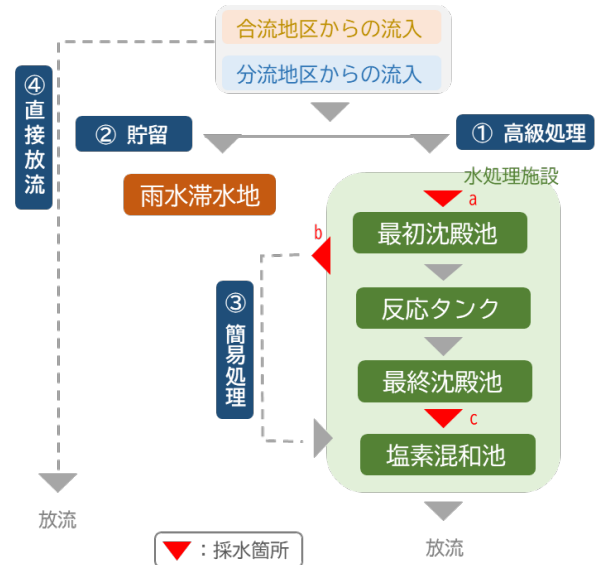 合流地区からの流入
分流地区からの流入
④直接放流
② 貯留
① 高級処理
水処理施設
雨水滞水地
a
最初沈殿池
b
反応タンク
③簡易処理
最終沈殿池
c
塩素混和池
放流
放流
:採水箇所